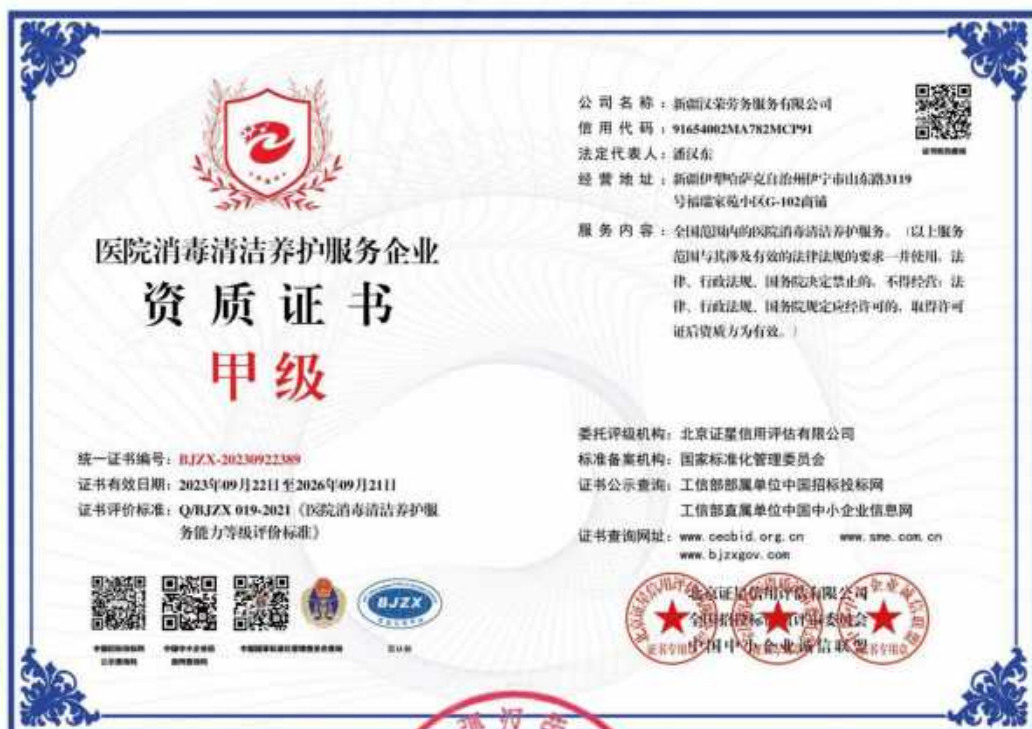 医院消毒清洁养护服务企业
资质证书
甲级
统一证书编号：BJZX-20230922389
证书有效日期：2023年09月22日至2026年09月21日
证书评价标准：Q/BJZX 019-2021《医院消毒清洁养护服
务能力等级评价标准》
BJZX
公司名称：新疆汉荣劳务服务有限公司
信用代码：91654002MA782MCP91
法定代表人：潘汉东
经营地址：新疆伊犁哈萨克自治州伊宁市山东路3119
号福瑞家苑小区G-102商铺
服务内容：全国范围内的医院消毒清洁养护服务。（以上服务
范围与其涉及有效的法律法规的要求一并使用，法
律、行政法规、国务院决定禁止的，不得经营；法
律、行政法规、国务院规定应经许可的，取得许可
证后资质方为有效。）
委托评级机构：北京证星信用评估有限公司
标准备案机构：国家标准化管理委员会
证书公示查询：工信部部属单位中国招标投标网
工信部直属单位中国中小企业信息网
证书查询网址：www.cecbid.org.cn www.sme.com.cn
www.bjzxgov.com
北京证星信用评估有限公司
中国中小企业诚信联盟